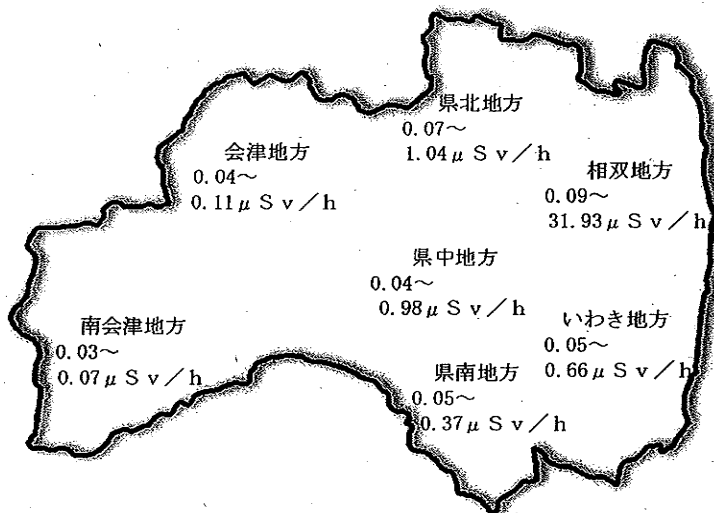 県北地方
0.07～
1.04μSv/h
会津地方
0.04～
0.11μSv/h
相双地方
0.09～
31.93μSv/h
県中地方
0.04～
0.98μSv/h
南会津地方
0.03～
0.07μSv/h
いわき地方
0.05～
0.66μSv/h
県南地方
0.05～
0.37μSv/h